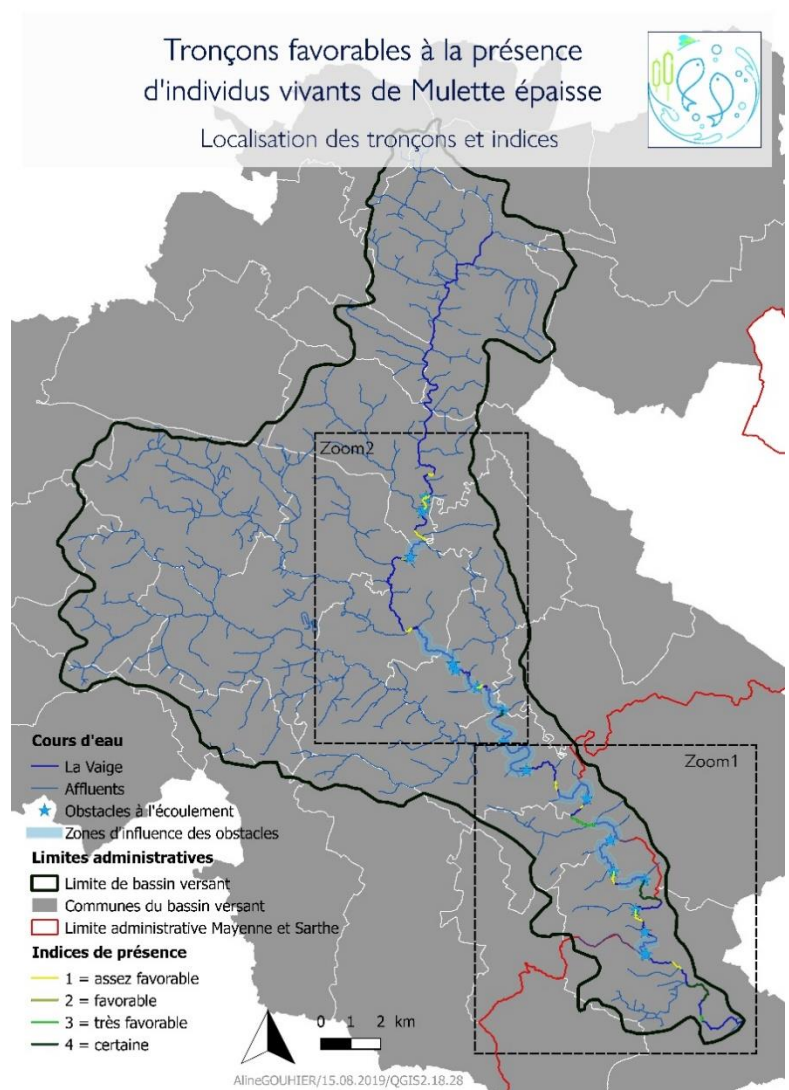 Tronçons favorables à la présence
d'individus vivants de Mulette épaisse
Localisation des tronçons et indices
Zoom2
Zoom1
Cours d'eau
La Vaige
Affluents
Obstacles à l'écoulement
Zones d'influence des obstacles
Limites administratives
Limite de bassin versant
Communes du bassin versant
Limite administrative Mayenne et Sarthe
Indices de présence
1 = assez favorable
2 = favorable
3 = très favorable
4 = certaine
0 1 2 km
AlineGOUHIER/15.08.2019/QGIS2.18.28